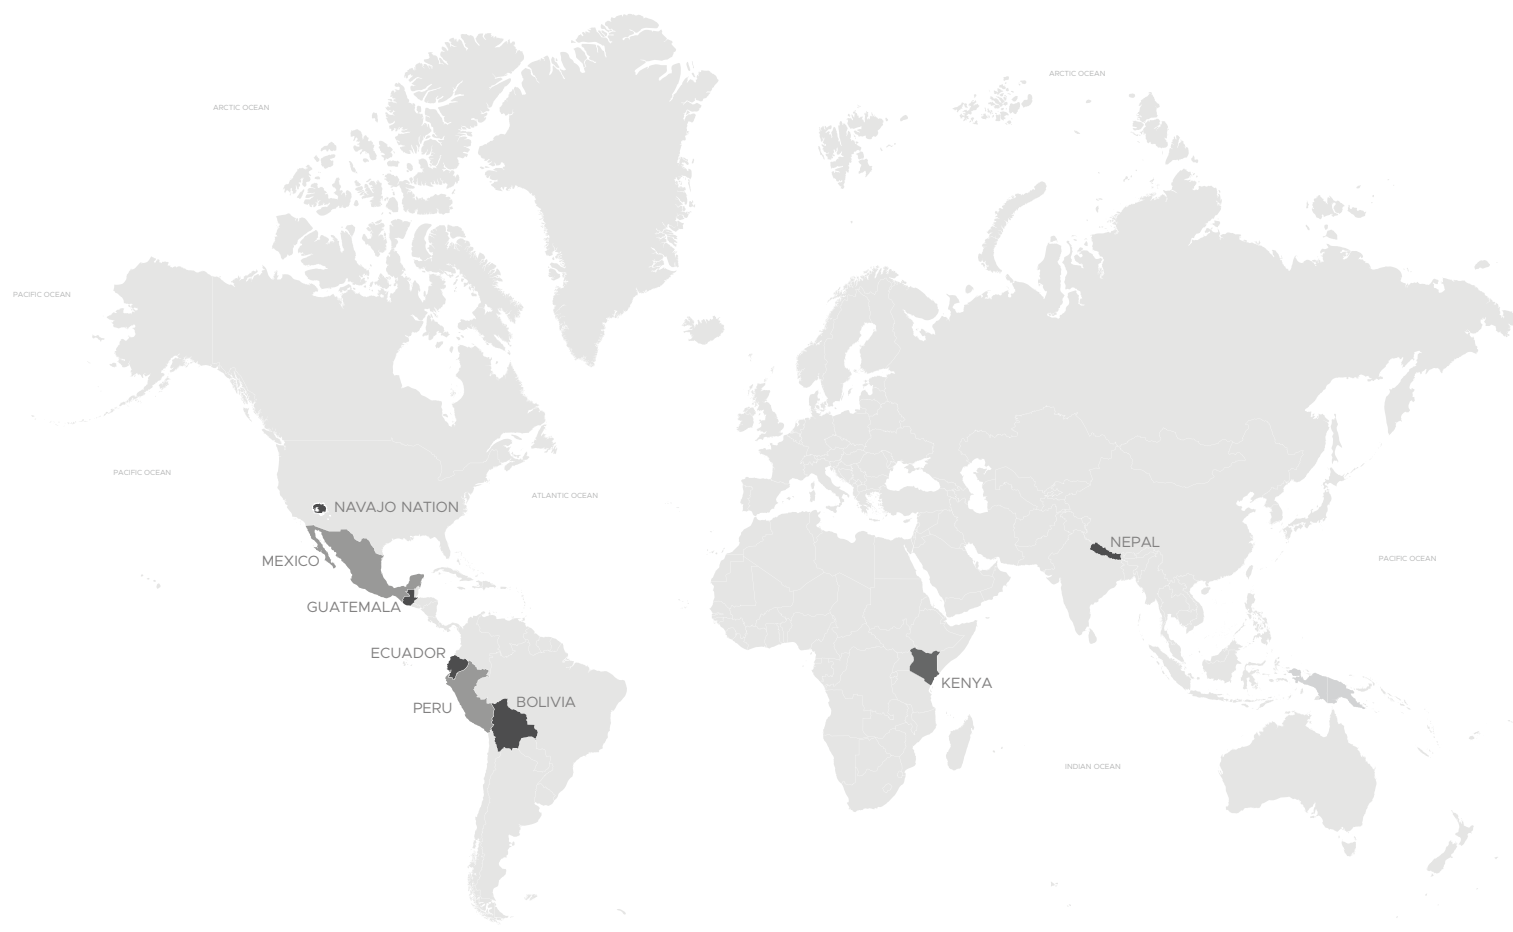 ARCTIC OCEAN
ARCTIC OCEAN
PACIFIC OCEAN
PACIFIC OCEAN
ATLANTIC OCEAN
NAVAJO NATION
NEPAL
MEXICO
PACIFIC OCEAN
GUATEMALA
ECUADOR
KENYA
BOLIVIA
PERU
INDIAN OCEAN